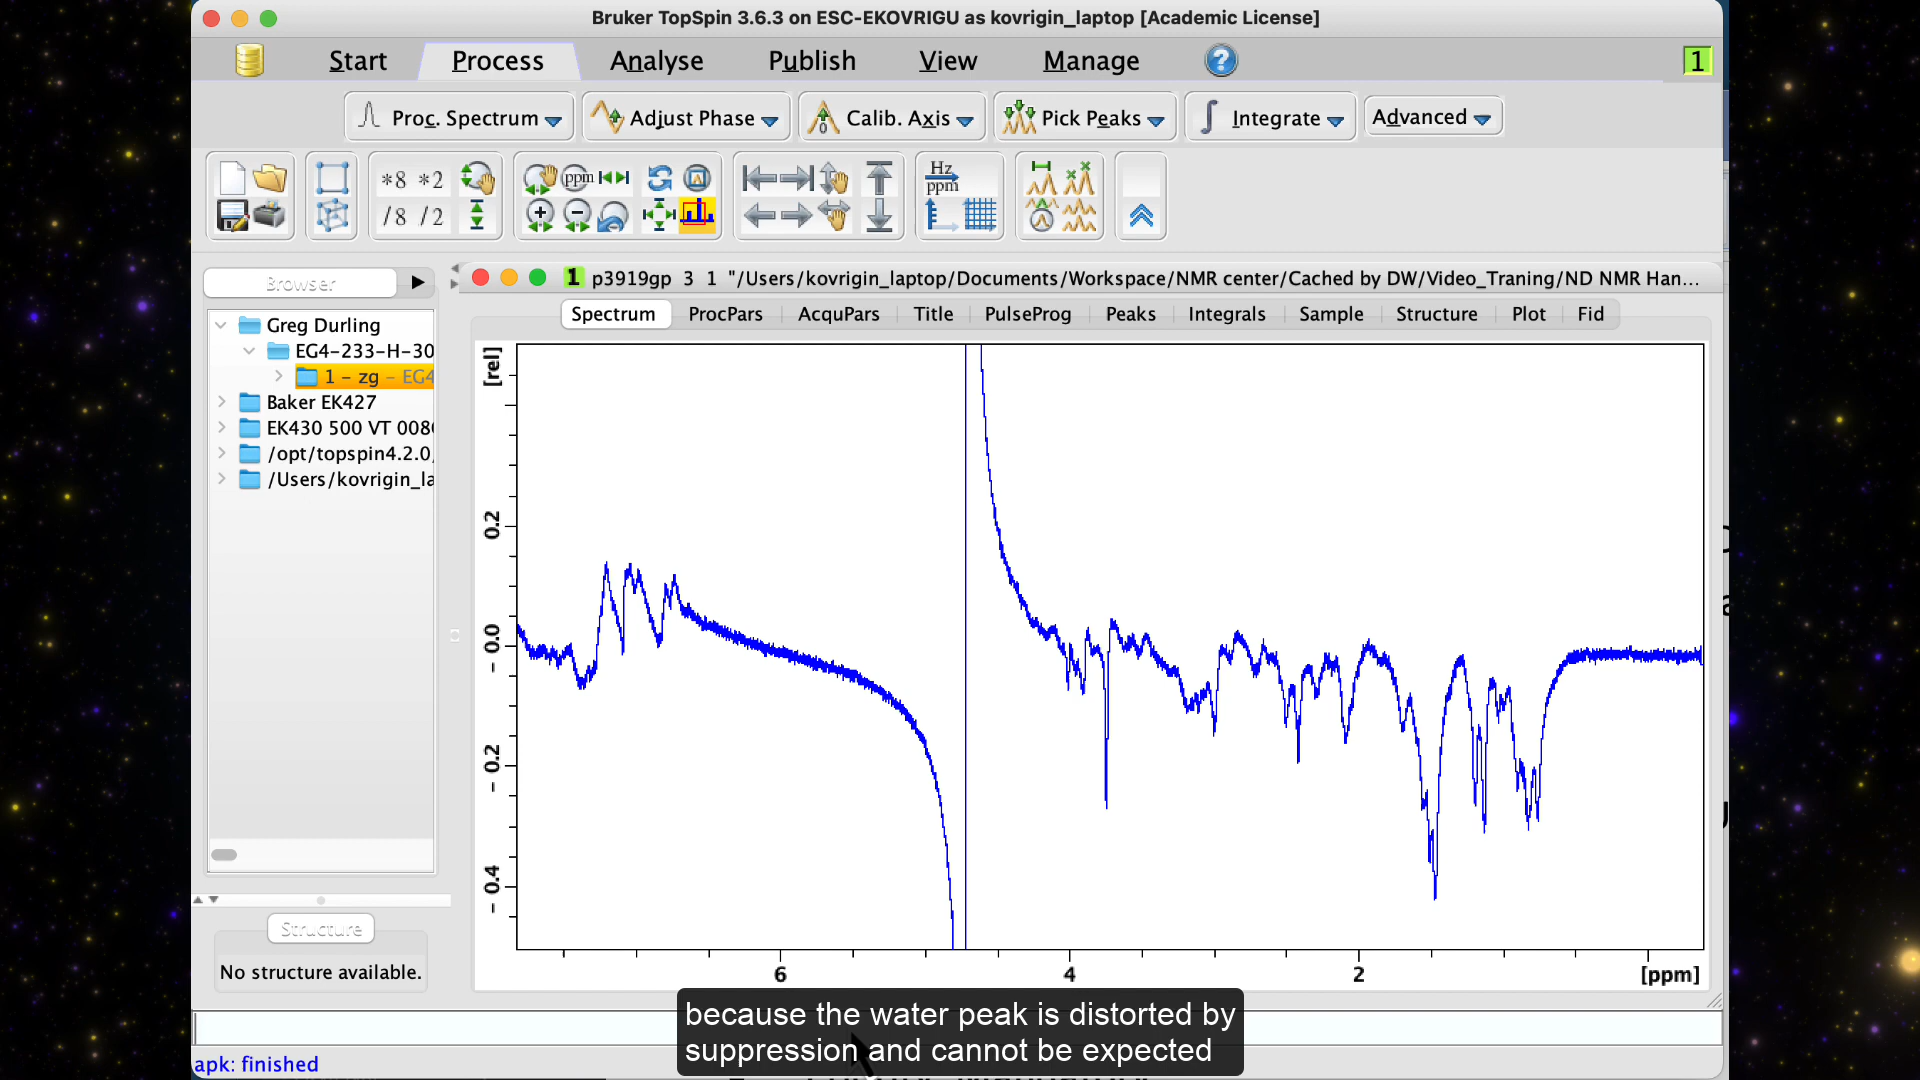 Bruker TopSpin 3.6.3 on ESC-EKOVRIGU as kovrigin_laptop [Academic License]
Start Process Analyse Publish View Manage ? 1
Proc. Spectrum Adjust Phase Calib. Axis Pick Peaks Integrate Advanced
*8 *2 ppm Hz ppm
/8 /2
Browser
1 p3919gp 3 1 "/Users/kovrigin_laptop/Documents/Workspace/NMR center/Cached by DW/Video_Traning/ND NMR Han...
Spectrum ProcPars AcquPars Title PulseProg Peaks Integrals Sample Structure Plot Fid
Greg Durling
EG4-233-H-30
1 - zg - EG4
Baker EK427
EK430 500 VT 008
/opt/topspin4.2.0
/Users/kovrigin_la
[rel]
0.2
- 0.0
- 0.2
- 0.4
6 4 2 [ppm]
Structure
No structure available.
because the water peak is distorted by
suppression and cannot be expected
apk: finished